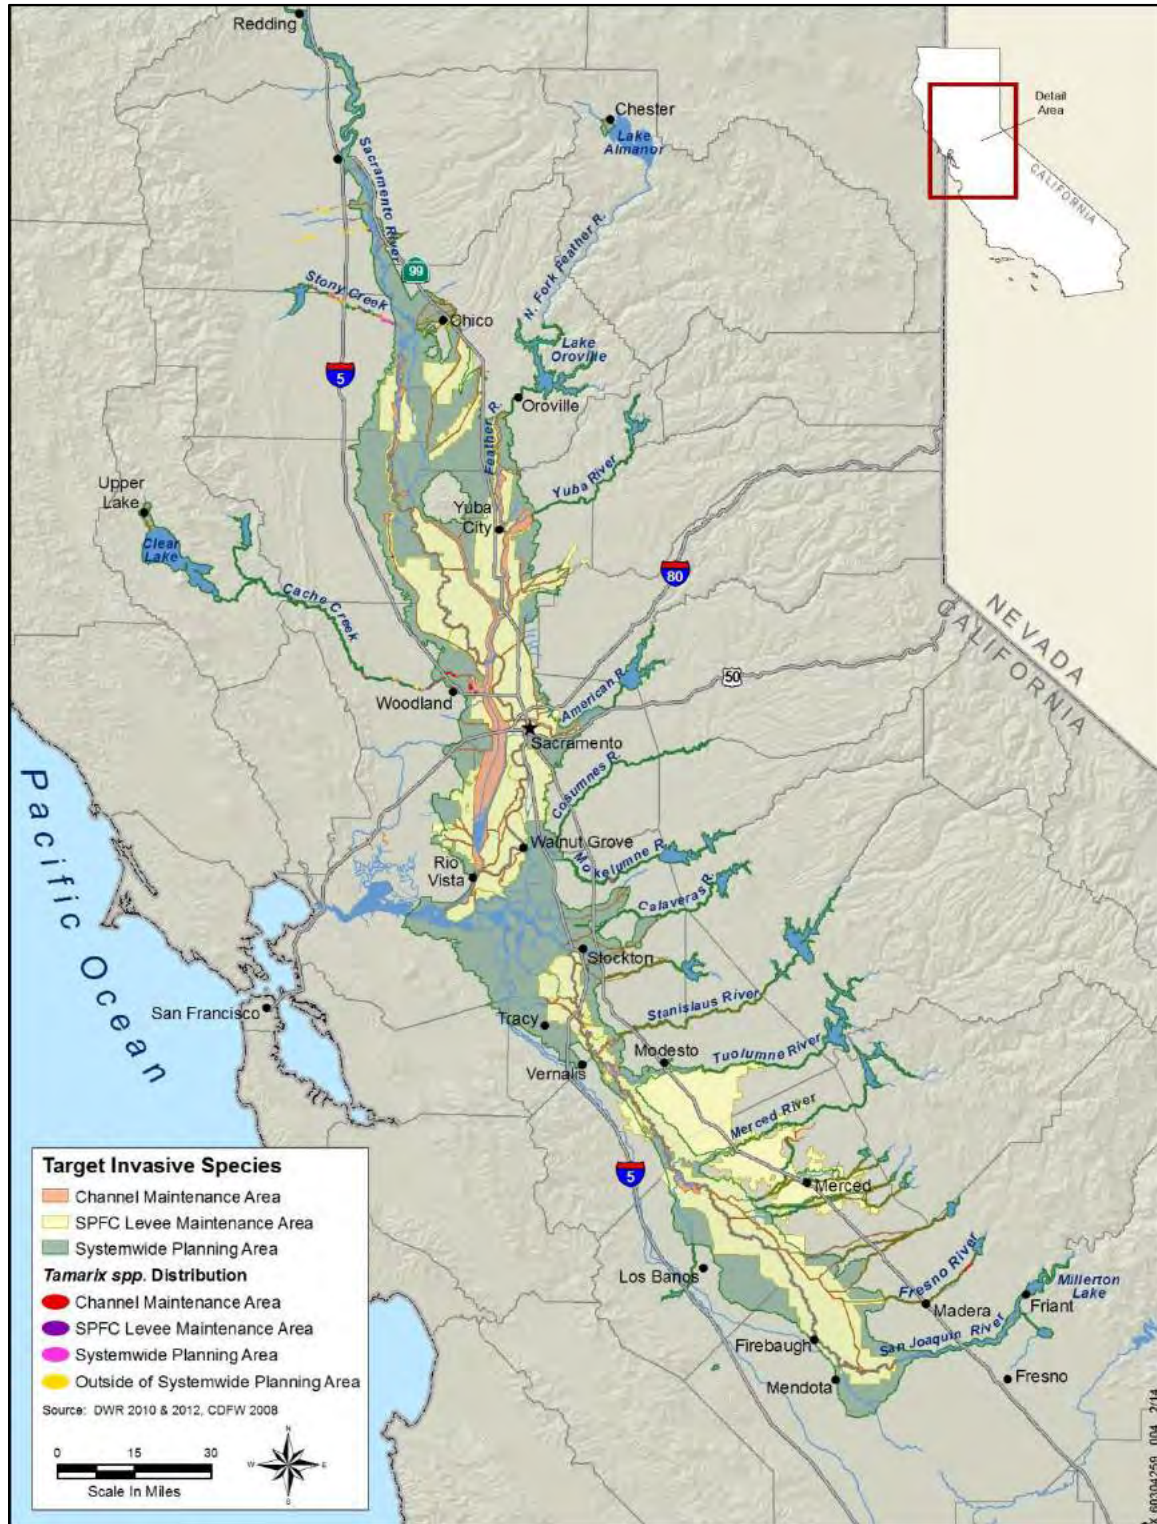 Redding
Chester
Lake
Almanor
Detail
Area
CALIFORNIA
Sacramento River
99
N. Fork Feather R.
Stony Creek
Chico
Lake
Oroville
5
Oroville
Feather R.
Yuba River
Upper
Lake
Yuba
City
Clear
Lake
80
Cache Creek
NEVADA
CALIFORNIA
50
American R.
Woodland
Sacramento
Cosumnes R.
Pacific Ocean
Walnut Grove
Mokelumne R.
Rio
Vista
Calaveras R.
Stockton
Stanislaus River
San Francisco
Tracy
Modesto
Tuolumne River
Vernalis
Merced River
5
Merced
Los Banos
Fresno River
Millerton
Lake
Madera
Friant
Firebaugh
San Joaquin River
Mendota
Fresno
Target Invasive Species
Channel Maintenance Area
SPFC Levee Maintenance Area
Systemwide Planning Area
Tamarix spp. Distribution
Channel Maintenance Area
SPFC Levee Maintenance Area
Systemwide Planning Area
Outside of Systemwide Planning Area
Source: DWR 2010 & 2012, CDFW 2008
0 15 30
Scale In Miles
N
W E
S
X 60304259_004 2/14